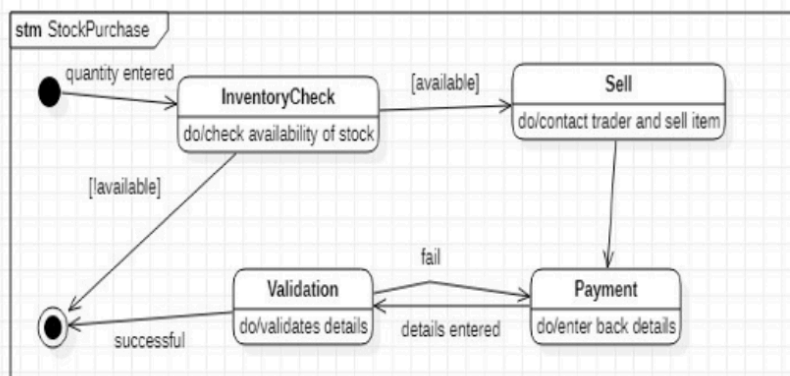 stm StockPurchase
quantity entered
InventoryCheck
do/check availability of stock
[available]
Sell
do/contact trader and sell item
[!available]
fail
Validation
do/validates details
Payment
do/enter back details
details entered
successful